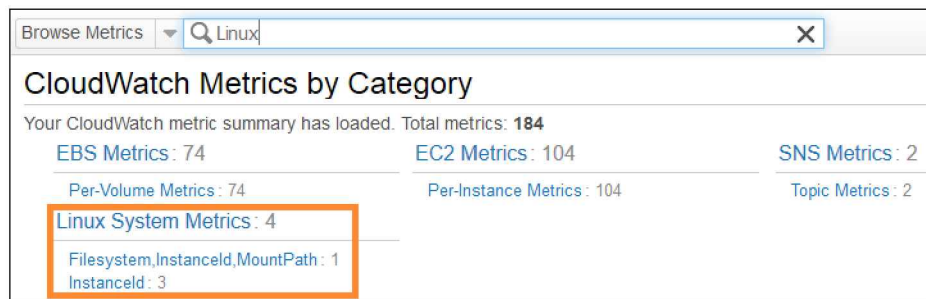 Browse Metrics Linux
CloudWatch Metrics by Category
Your CloudWatch metric summary has loaded. Total metrics: 184
EBS Metrics : 74 EC2 Metrics : 104 SNS Metrics : 2
Per-Volume Metrics : 74 Per-Instance Metrics : 104 Topic Metrics : 2
Linux System Metrics : 4
Filesystem,InstanceId,MountPath : 1
InstanceId : 3